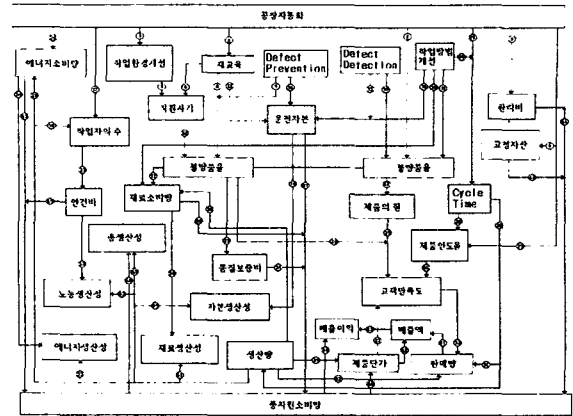 공장자동화
에너지소비량
작업환경개선
재교육
Defect
Prevention
Defect
Detection
작업방법
개선
직원사기
운전자본
관리비
고정자산
작업자의 수
불량품율
불량품율
인건비
재료소비량
제품의 질
Cycle
Time
총생산성
품질보증비
제품인도율
노동생산성
자본생산성
고객만족도
매출이익
매출액
에너지생산성
재료생산성
생산량
제품단가
판매량
총자원소비량